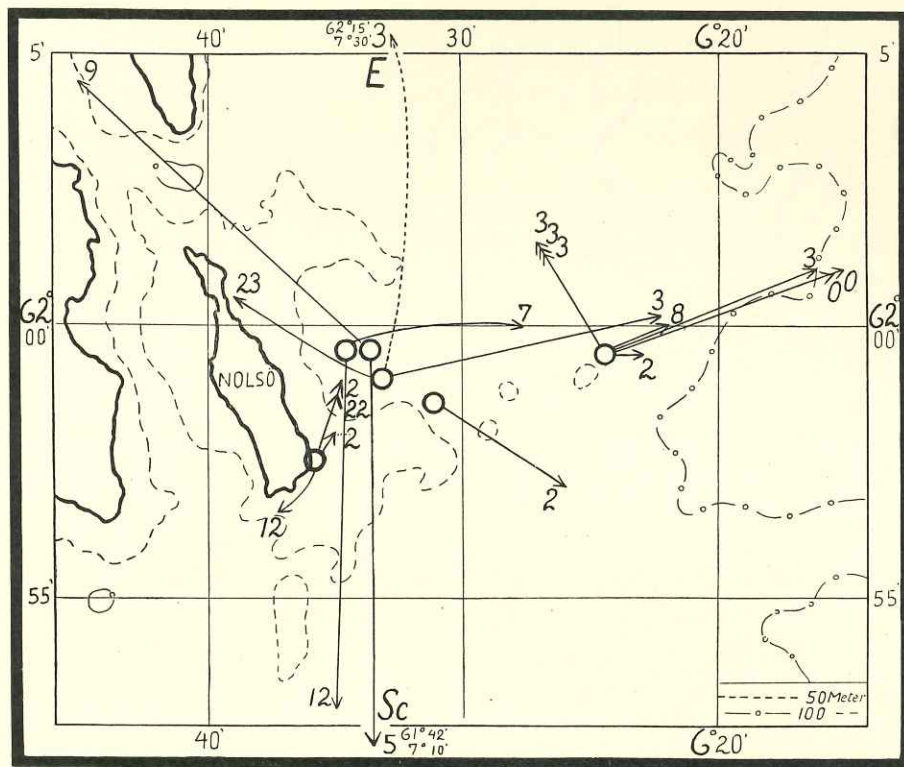 40' 62°15' 3 30' 6°20'
7°30'
5' 9 E 5'
3
3
3
23 3 0 0
62° 3 62°
00' 7 8 00'
NOLSÖ 2
2
22
2
12 2
55' 55'
12 Sc 50 Meter
100 --
5 61°42'
7°10'
40' 6°20'